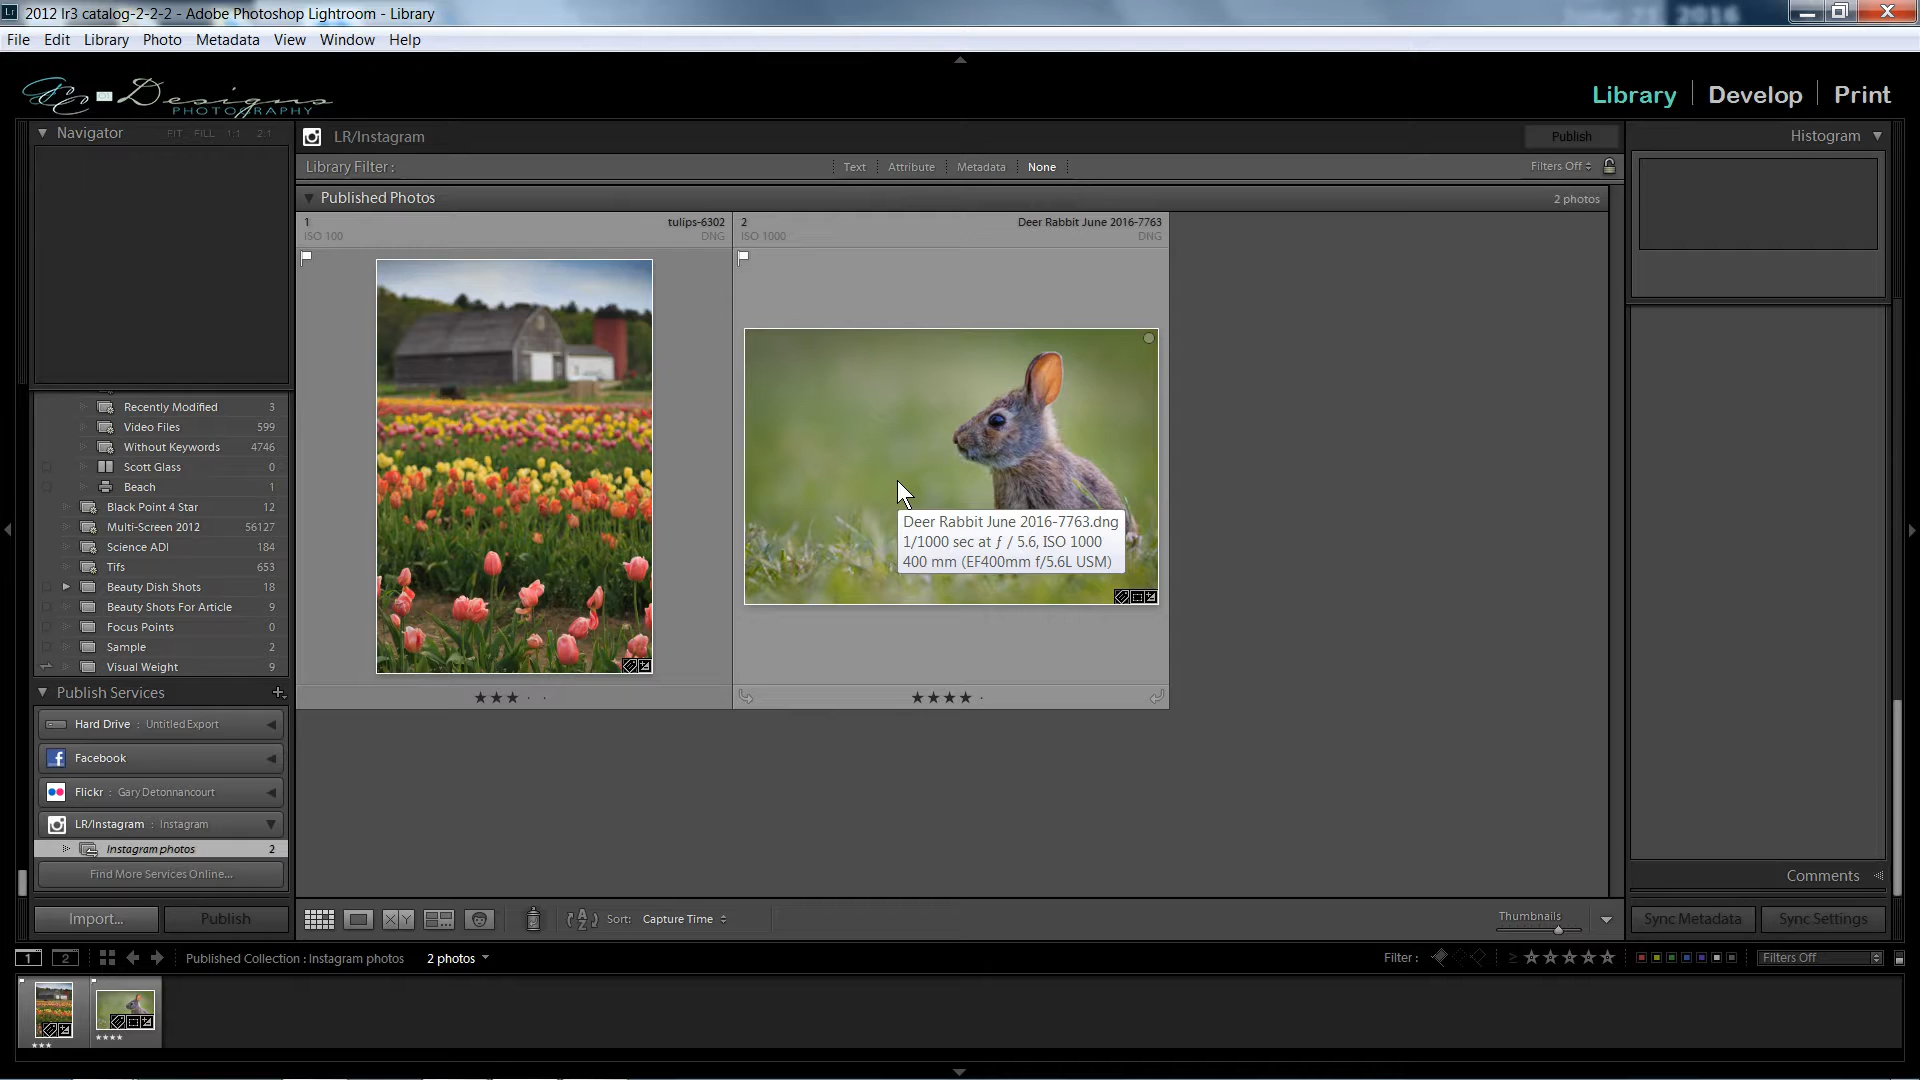 2012 lr3 catalog-2-2-2 - Adobe Photoshop Lightroom - Library
File Edit Library Photo Metadata View Window Help
Designs
PHOTOGRAPHY
Library Develop Print
Navigator FIT FILL 1:1 2:1
LR/Instagram
Publish
Histogram
Library Filter :
Text Attribute Metadata None
Filters Off
Published Photos
2 photos
1 tulips-6302
ISO 100 DNG
2 Deer Rabbit June 2016-7763
ISO 1000 DNG
Deer Rabbit June 2016-7763.dng
1/1000 sec at ƒ / 5.6, ISO 1000
400 mm (EF400mm f/5.6L USM)
Recently Modified 3
Video Files 599
Without Keywords 4746
Scott Glass 0
Beach 1
Black Point 4 Star 12
Multi-Screen 2012 56127
Science ADI 184
Tifs 653
Beauty Dish Shots 18
Beauty Shots For Article 9
Focus Points 0
Sample 2
Visual Weight 9
Publish Services
Hard Drive : Untitled Export
Facebook
Flickr : Gary Detonnancourt
LR/Instagram : Instagram
Instagram photos 2
Find More Services Online...
Import... Publish
Sort: Capture Time
Thumbnails
Comments
Sync Metadata Sync Settings
1 2
Published Collection : Instagram photos 2 photos
Filter :
Filters Off